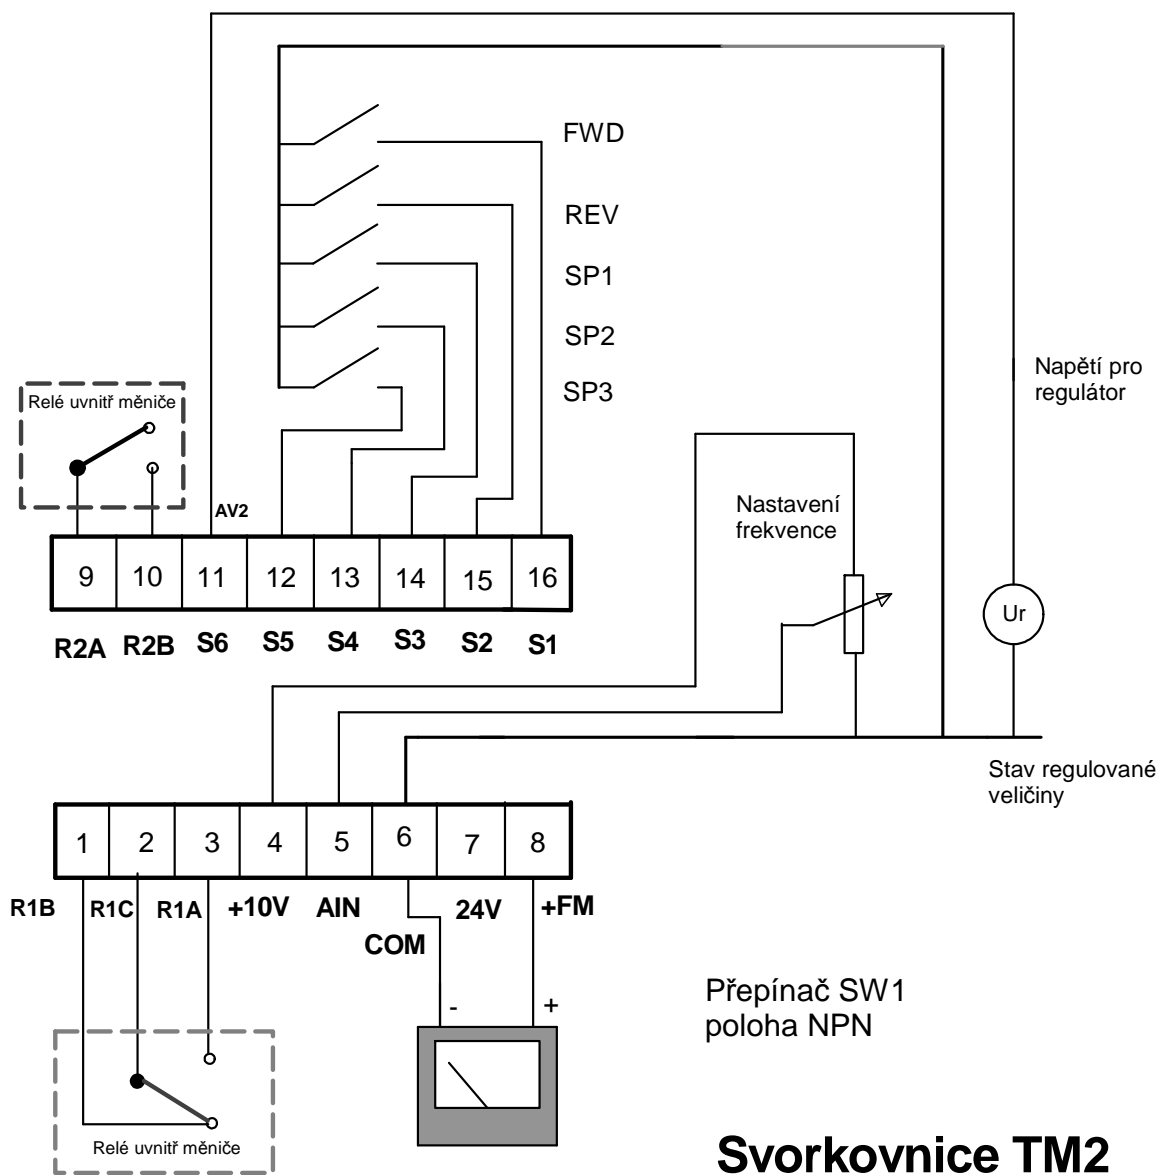 FWD
REV
SP1
SP2
SP3
Napětí pro
regulátor
Relé uvnitř měniče
Nastavení
frekvence
AV2
9 10 11 12 13 14 15 16
R2A R2B S6 S5 S4 S3 S2 S1
Ur
Stav regulované
veličiny
1 2 3 4 5 6 7 8
R1B R1C R1A +10V AIN COM 24V +FM
- +
Přepínač SW1
poloha NPN
Relé uvnitř měniče
Svorkovnice TM2